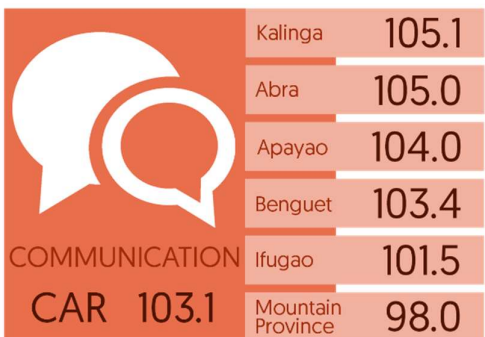 COMMUNICATION
CAR 103.1
Kalinga 105.1
Abra 105.0
Apayao 104.0
Benguet 103.4
Ifugao 101.5
Mountain
Province 98.0